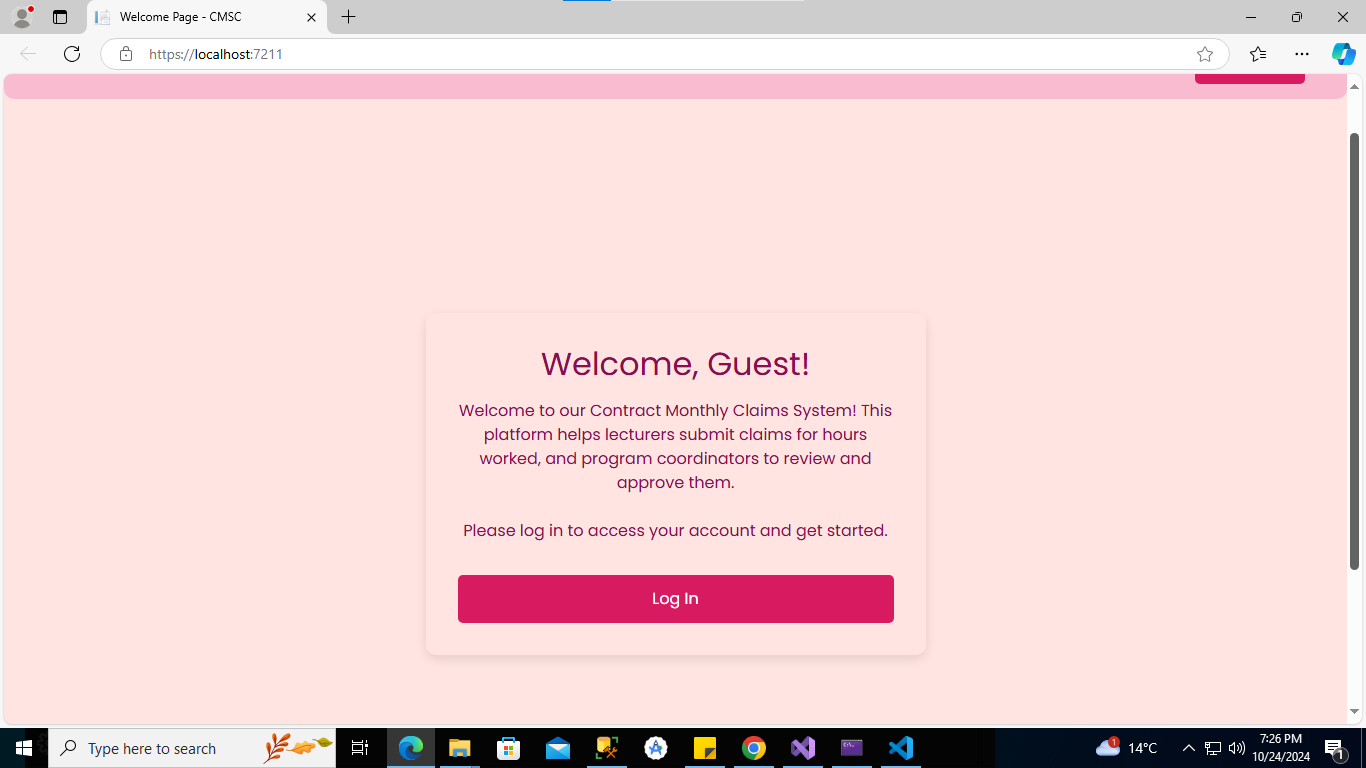 Welcome Page - CMSC
https://localhost:7211
Welcome, Guest!
Welcome to our Contract Monthly Claims System! This
platform helps lecturers submit claims for hours
worked, and program coordinators to review and
approve them.
Please log in to access your account and get started.
Log In
Type here to search
1
14°C
7:26 PM
10/24/2024
1